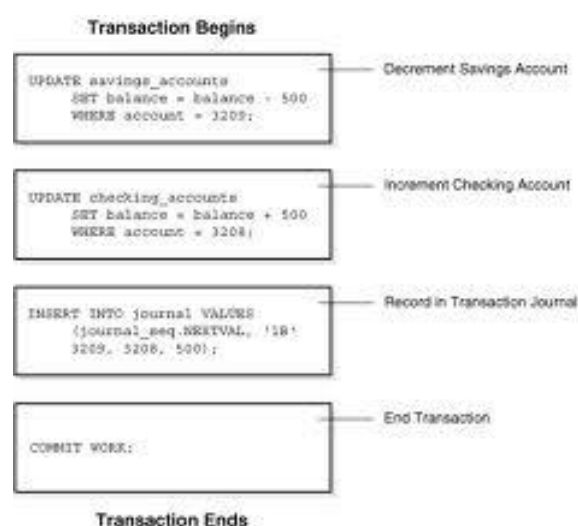 Transaction Begins
UPDATE savings_accounts
SET balance = balance - 500
WHERE account = 3209;
Decrement Savings Account
UPDATE checking_accounts
SET balance = balance + 500
WHERE account = 3208;
Increment Checking Account
INSERT INTO journal VALUES
(journal_seq.NEXTVAL, '1B'
3209, 3208, 500);
Record in Transaction Journal
COMMIT WORK;
End Transaction
Transaction Ends